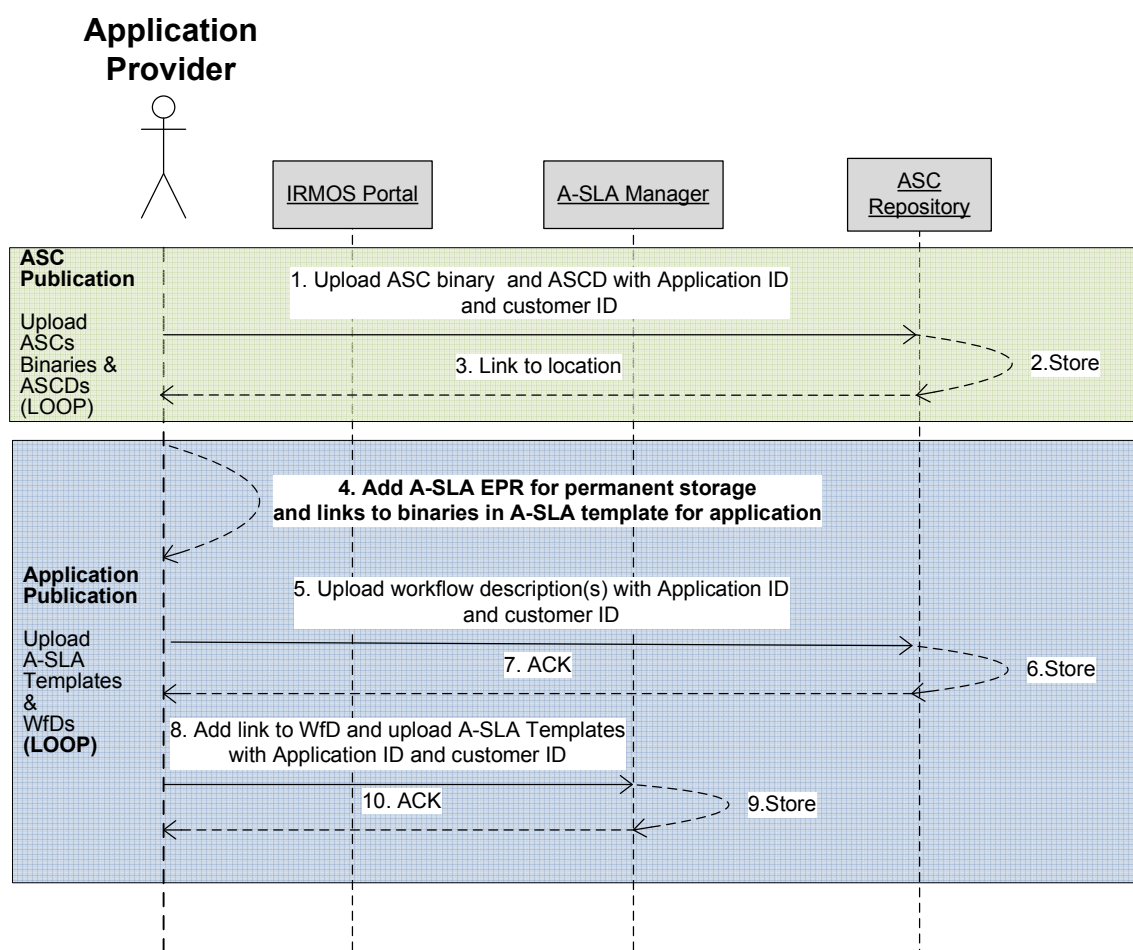 Application
Provider
IRMOS Portal
A-SLA Manager
ASC
Repository
ASC
Publication
Upload
ASCs
Binaries &
ASCDs
(LOOP)
1. Upload ASC binary  and ASCD with Application ID
and customer ID
2.Store
3. Link to location
4. Add A-SLA EPR for permanent storage
and links to binaries in A-SLA template for application
Application
Publication
Upload
A-SLA
Templates
&
WfDs
(LOOP)
5. Upload workflow description(s) with Application ID
and customer ID
6.Store
7. ACK
8. Add link to WfD and upload A-SLA Templates
with Application ID and customer ID
9.Store
10. ACK